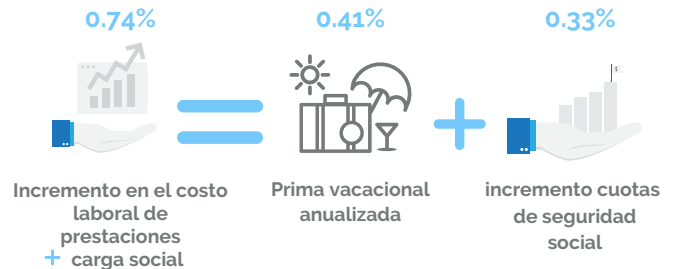 0.74%
Incremento en el costo
laboral de
prestaciones
+ carga social
=
0.41%
Prima vacacional
anualizada
+
0.33%
$
incremento cuotas
de seguridad
social